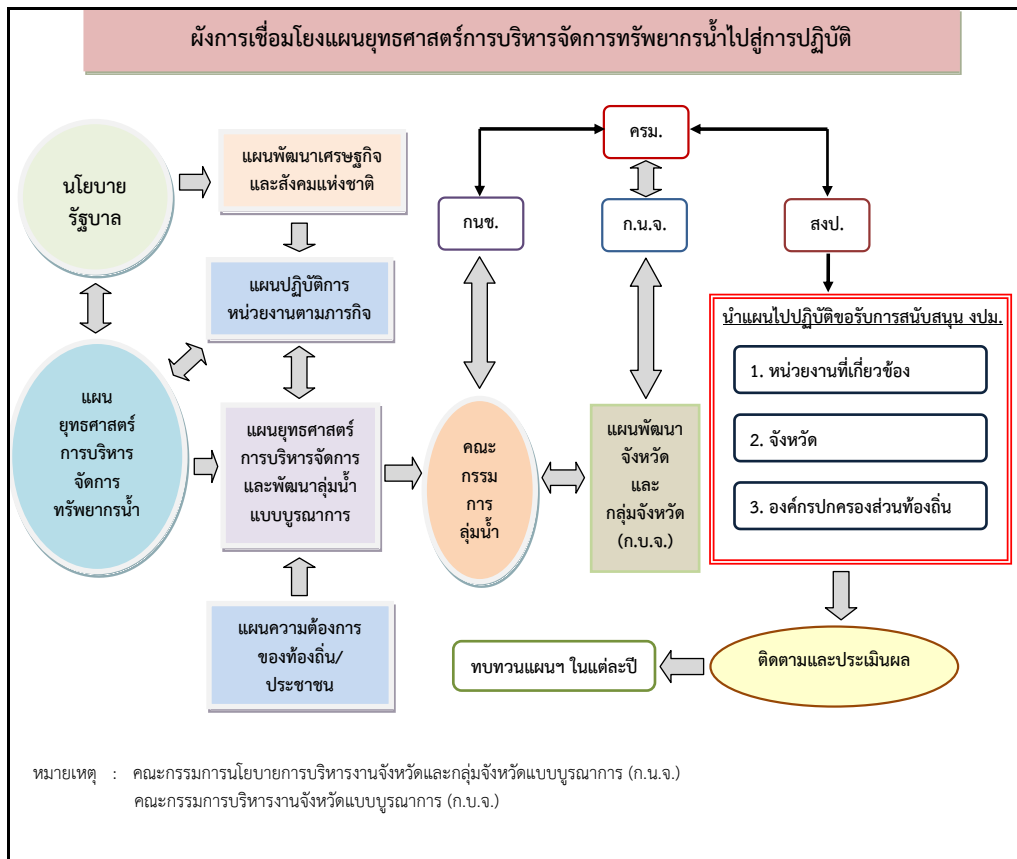 ผังการเชื่อมโยงแผนยุทธศาสตร์การบริหารจัดการทรัพยากรน้ำไปสู่การปฏิบัติ
นโยบาย
รัฐบาล
แผนพัฒนาเศรษฐกิจ
และสังคมแห่งชาติ
แผนปฏิบัติการ
หน่วยงานตามภารกิจ
แผน
ยุทธศาสตร์
การบริหาร
จัดการ
ทรัพยากรน้ำ
แผนยุทธศาสตร์
การบริหารจัดการ
และพัฒนาลุ่มน้ำ
แบบบูรณาการ
แผนความต้องการ
ของท้องถิ่น/
ประชาชน
ครม.
กนช.
ก.น.จ.
สงป.
คณะ
กรรม
การ
ลุ่มน้ำ
แผนพัฒนา
จังหวัด
และ
กลุ่มจังหวัด
(ก.บ.จ.)
นำแผนไปปฏิบัติขอรับการสนับสนุน งปม.
1. หน่วยงานที่เกี่ยวข้อง
2. จังหวัด
3. องค์กรปกครองส่วนท้องถิ่น
ติดตามและประเมินผล
ทบทวนแผนฯ ในแต่ละปี
หมายเหตุ : คณะกรรมการนโยบายการบริหารงานจังหวัดและกลุ่มจังหวัดแบบบูรณาการ (ก.น.จ.)
คณะกรรมการบริหารงานจังหวัดแบบบูรณาการ (ก.บ.จ.)